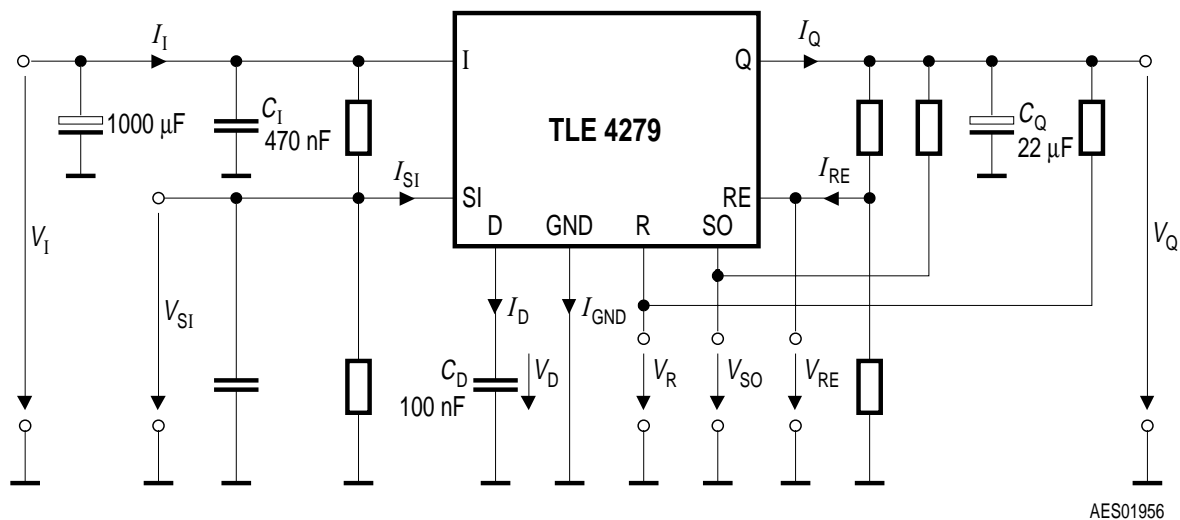 I_I
I_Q
I
Q
1000 µF
C_I
470 nF
TLE 4279
C_Q
22 µF
I_SI
SI
I_RE
RE
D
GND
R
SO
V_I
V_SI
V_Q
I_D
I_GND
C_D
100 nF
V_D
V_R
V_SO
V_RE
AES01956